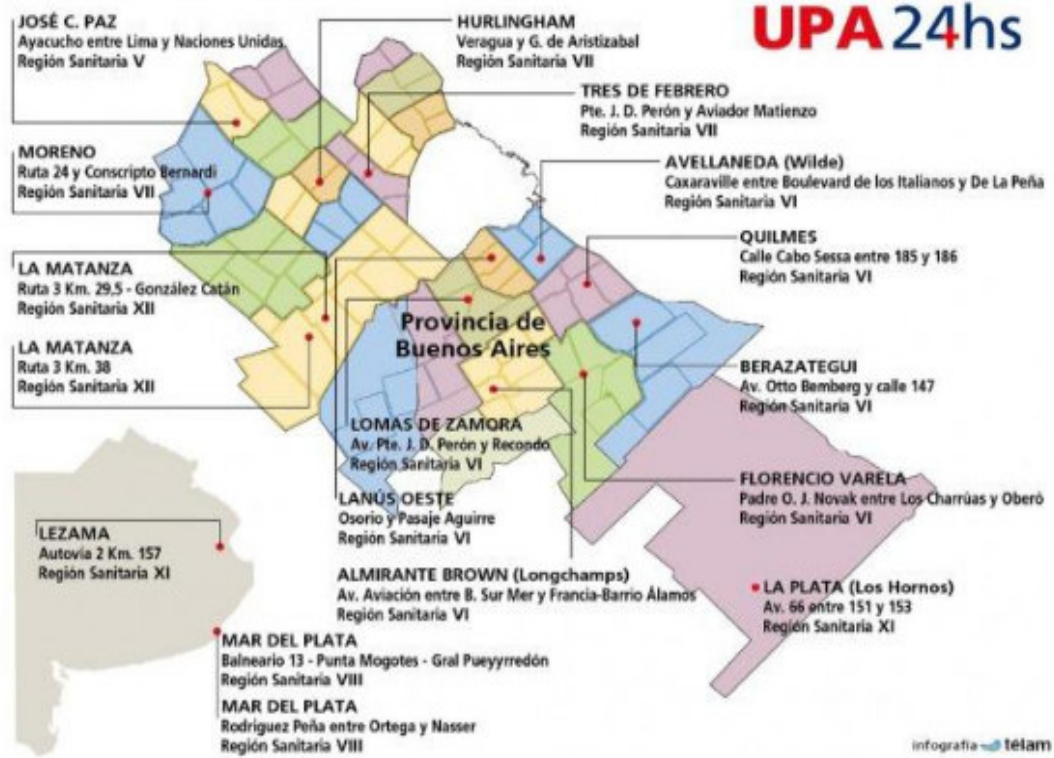 UPA 24hs
JOSÉ C. PAZ
Ayacucho entre Lima y Naciones Unidas
Región Sanitaria V
HURLINGHAM
Veragua y G. de Aristizabal
Región Sanitaria VII
TRES DE FEBRERO
Pte. J. D. Perón y Aviador Matienzo
Región Sanitaria VII
MORENO
Ruta 24 y Conscripto Bernardi
Región Sanitaria VII
AVELLANEDA (Wilde)
Caxaraville entre Boulevard de los Italianos y De La Peña
Región Sanitaria VI
QUILMES
Calle Cabo Sessa entre 185 y 186
Región Sanitaria VI
LA MATANZA
Ruta 3 Km. 29,5 - González Catán
Región Sanitaria XII
LA MATANZA
Ruta 3 Km. 38
Región Sanitaria XII
Provincia de
Buenos Aires
BERAZATEGUI
Av. Otto Bemberg y calle 147
Región Sanitaria VI
LOMAS DE ZAMORA
Av. Pte. J. D. Perón y Recondo
Región Sanitaria VI
FLORENCIO VARELA
Padre O. J. Novak entre Los Charrúas y Oberó
Región Sanitaria VI
LANÚS OESTE
Osorio y Pasaje Aguirre
Región Sanitaria VI
LEZAMA
Autovía 2 Km. 157
Región Sanitaria XI
ALMIRANTE BROWN (Longchamps)
Av. Aviación entre B. Sur Mer y Francia-Barrio Álamos
Región Sanitaria VI
LA PLATA (Los Hornos)
Av. 66 entre 151 y 153
Región Sanitaria XI
MAR DEL PLATA
Balneario 13 - Punta Mogotes - Gral Pueyyrredón
Región Sanitaria VIII
MAR DEL PLATA
Rodriguez Peña entre Ortega y Nasser
Región Sanitaria VIII
infografía télam